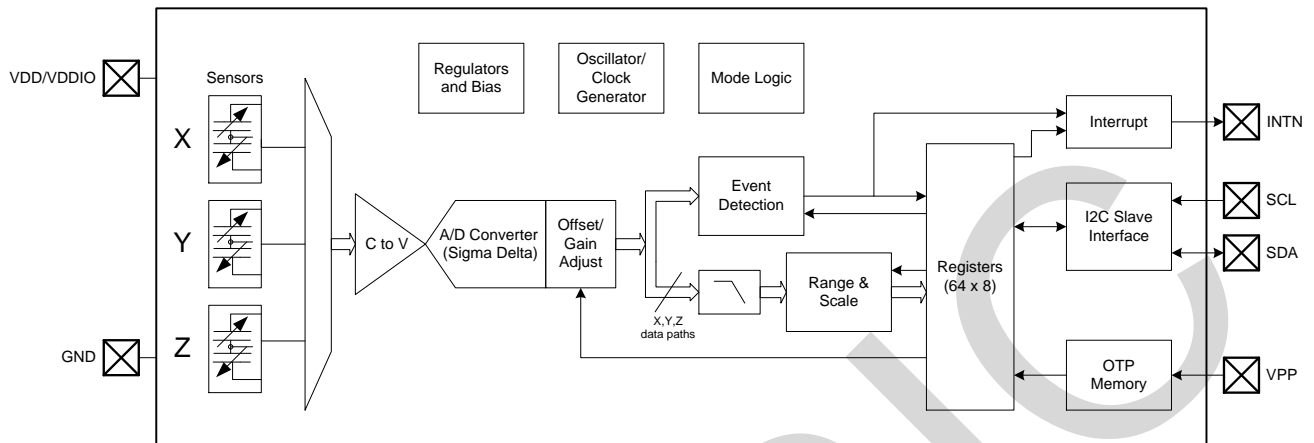 VDD/VDDIO
GND
Sensors
X
Y
Z
Regulators
and Bias
Oscillator/
Clock
Generator
Mode Logic
C to V
A/D Converter
(Sigma Delta)
Offset/
Gain
Adjust
Event
Detection
X,Y,Z
data paths
Range &
Scale
Registers
(64 x 8)
Interrupt
I2C Slave
Interface
OTP
Memory
INTN
SCL
SDA
VPP